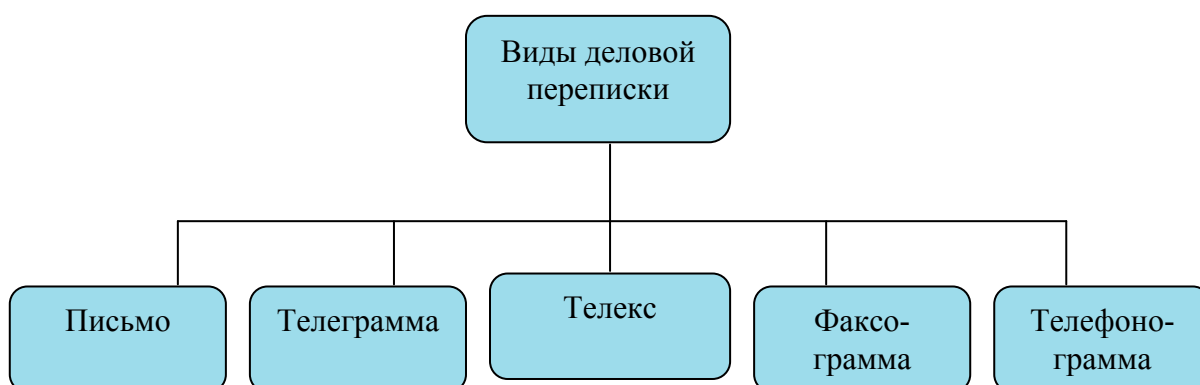 Виды деловой
переписки
Письмо
Телеграмма
Телекс
Факсо-
грамма
Телефоно-
грамма